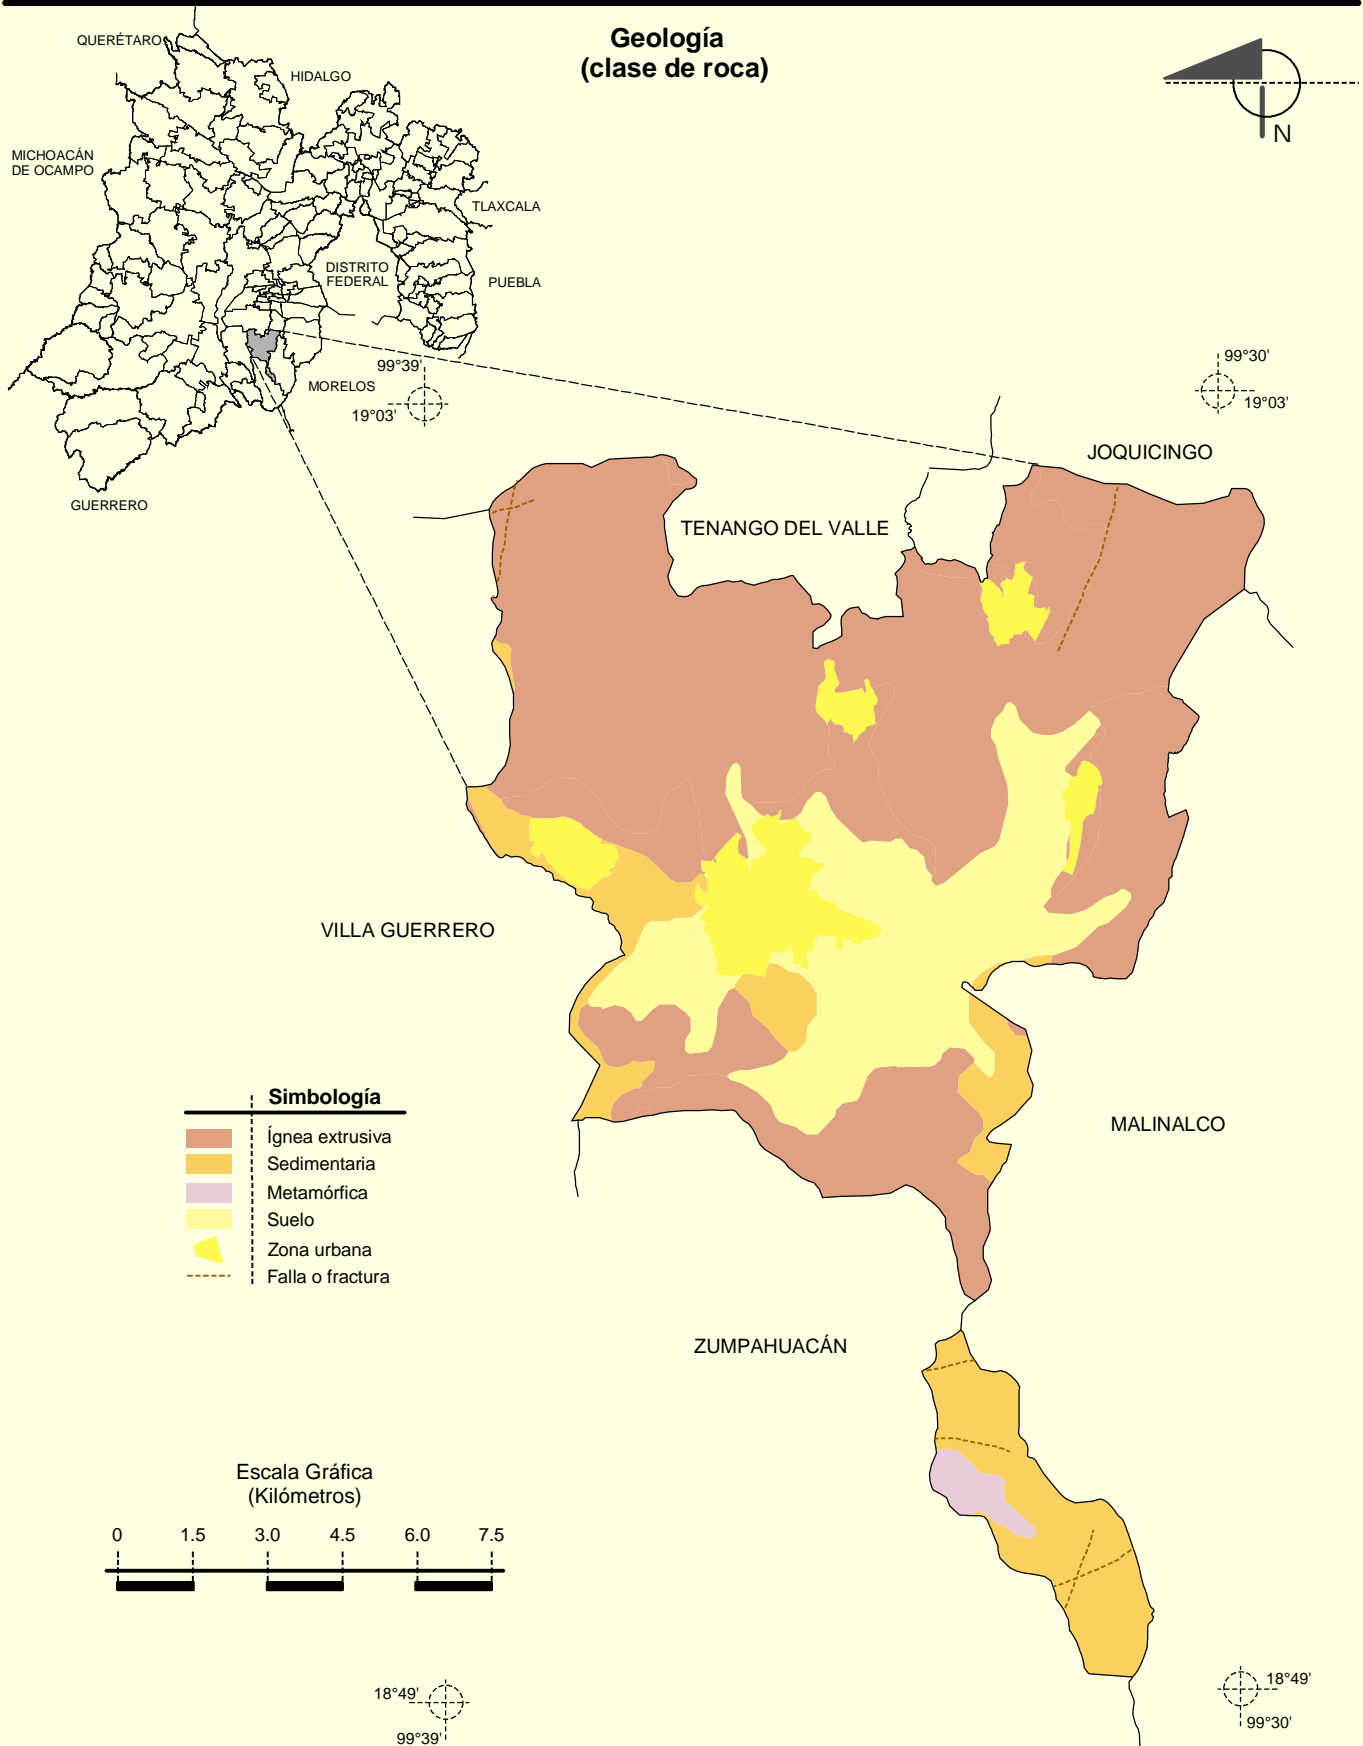 Geología
(clase de roca)
QUERÉTARO
HIDALGO
MICHOACÁN
DE OCAMPO
TLAXCALA
DISTRITO
FEDERAL
PUEBLA
MORELOS
GUERRERO
N
99°39'
19°03'
99°30'
19°03'
JOQUICINGO
TENANGO DEL VALLE
VILLA GUERRERO
MALINALCO
ZUMPAHUACÁN
Simbología
Ígnea extrusiva
Sedimentaria
Metamórfica
Suelo
Zona urbana
Falla o fractura
Escala Gráfica
(Kilómetros)
0 1.5 3.0 4.5 6.0 7.5
18°49'
99°39'
18°49'
99°30'